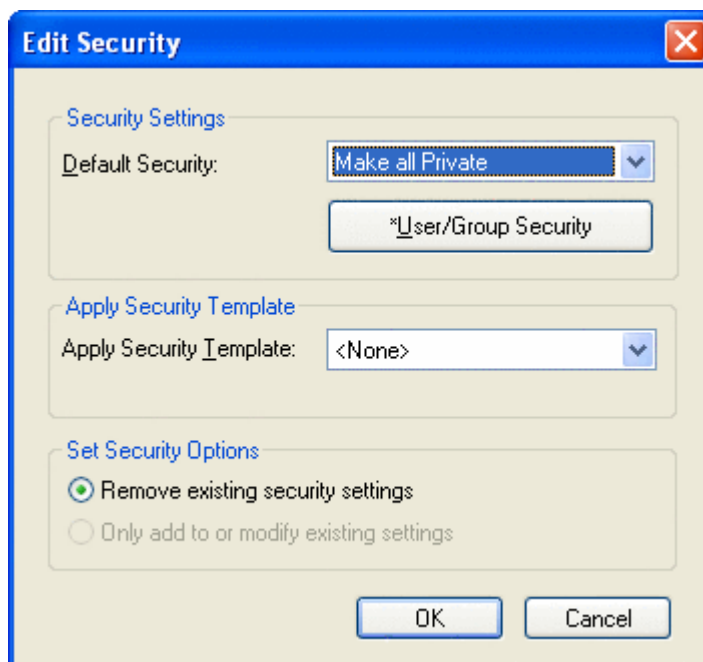 Edit Security
Security Settings
Default Security: Make all Private
*User/Group Security
Apply Security Template
Apply Security Template: <None>
Set Security Options
Remove existing security settings
Only add to or modify existing settings
OK Cancel